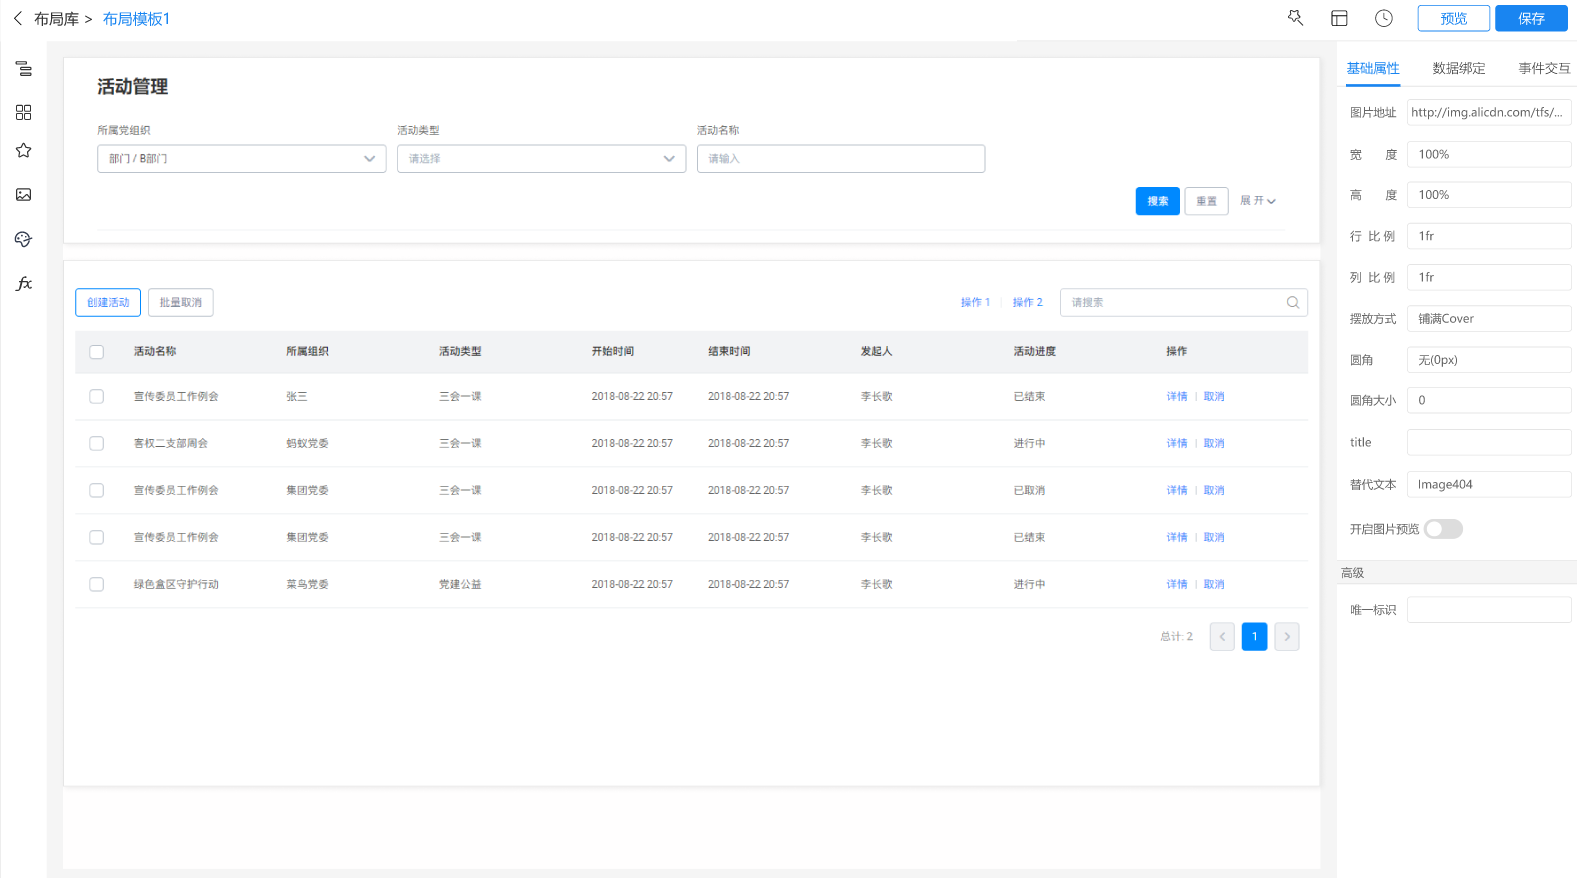 布局库 > 布局模板1
预览 保存
活动管理
所属党组织 活动类型 活动名称
部门 / B部门 请选择 请输入
搜索 重置 展开
创建活动 批量取消 操作 1 操作 2 请搜索
活动名称 所属组织 活动类型 开始时间 结束时间 发起人 活动进度 操作
宣传委员工作例会 张三 三会一课 2018-08-22 20:57 2018-08-22 20:57 李长歌 已结束 详情 | 取消
客权二支部周会 蚂蚁党委 三会一课 2018-08-22 20:57 2018-08-22 20:57 李长歌 进行中 详情 | 取消
宣传委员工作例会 集团党委 三会一课 2018-08-22 20:57 2018-08-22 20:57 李长歌 已取消 详情 | 取消
宣传委员工作例会 集团党委 三会一课 2018-08-22 20:57 2018-08-22 20:57 李长歌 已结束 详情 | 取消
绿色盒区守护行动 菜鸟党委 党建公益 2018-08-22 20:57 2018-08-22 20:57 李长歌 进行中 详情 | 取消
总计: 2 < 1 >
基础属性 数据绑定 事件交互
图片地址 http://img.alicdn.com/tfs/...
宽 度 100%
高 度 100%
行 比 例 1fr
列 比 例 1fr
摆放方式 铺满Cover
圆角 无(0px)
圆角大小 0
title
替代文本 Image404
开启图片预览
高级
唯一标识
fx